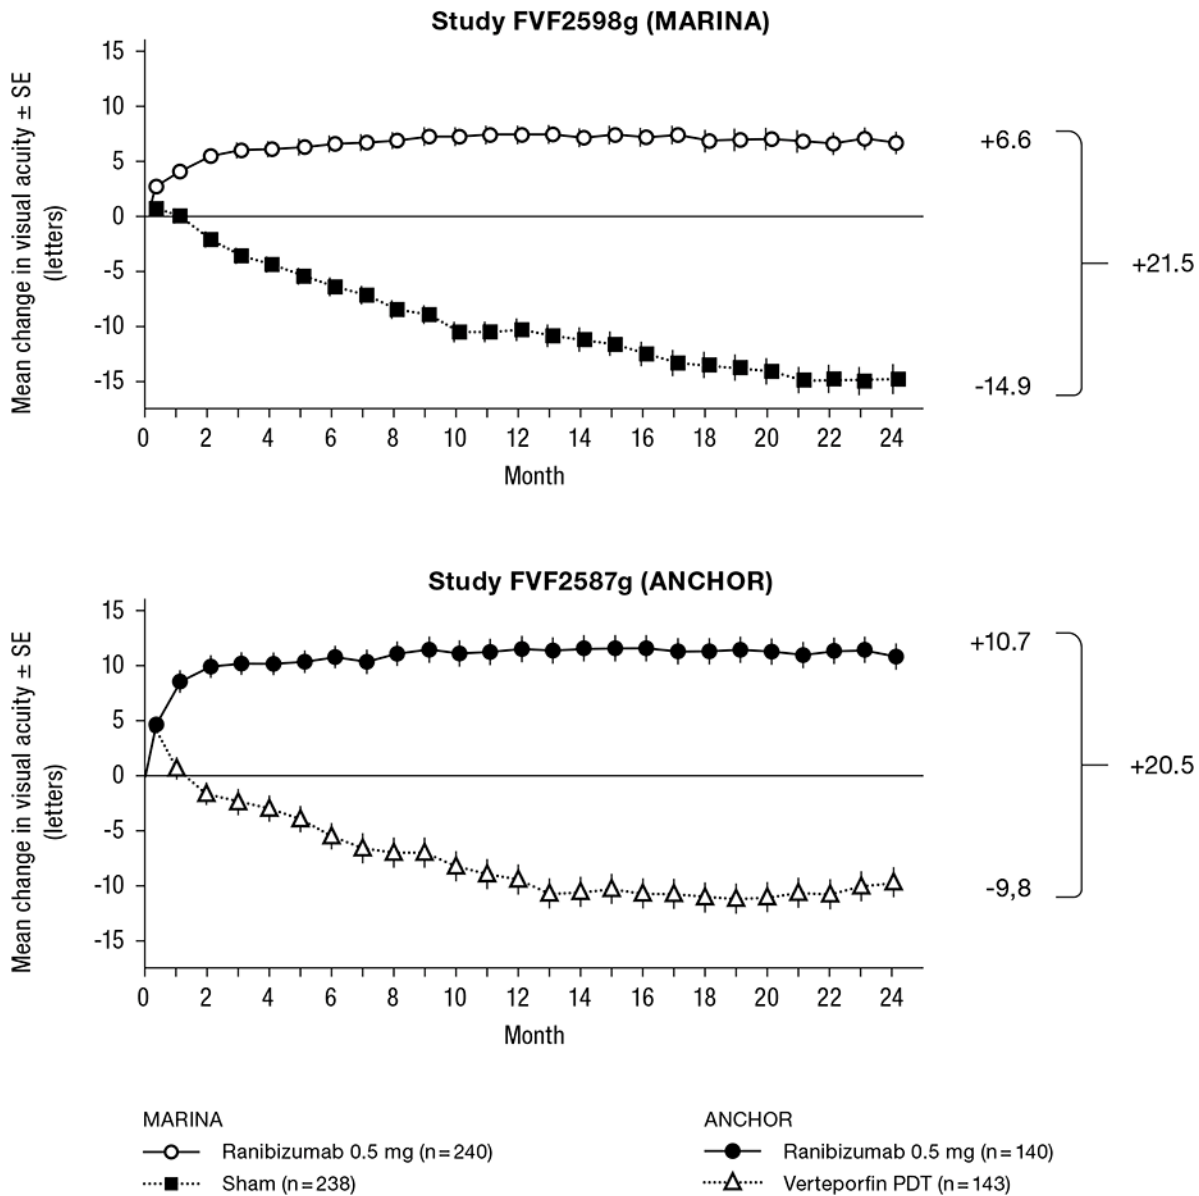 Study FVF2598g (MARINA)
Mean change in visual acuity ± SE
(letters)
15
10
5
0
-5
-10
-15
0 2 4 6 8 10 12 14 16 18 20 22 24
Month
+6.6
+21.5
-14.9
Study FVF2587g (ANCHOR)
Mean change in visual acuity ± SE
(letters)
15
10
5
0
-5
-10
-15
0 2 4 6 8 10 12 14 16 18 20 22 24
Month
+10.7
+20.5
-9,8
MARINA
Ranibizumab 0.5 mg (n=240)
Sham (n=238)
ANCHOR
Ranibizumab 0.5 mg (n=140)
Verteporfin PDT (n=143)